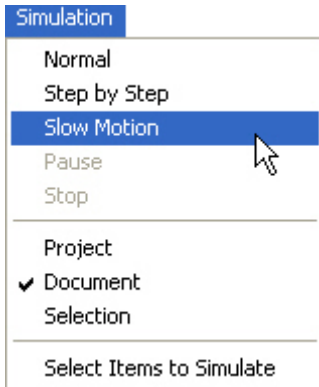 Simulation
Normal
Step by Step
Slow Motion
Pause
Stop
Project
Document
Selection
Select Items to Simulate